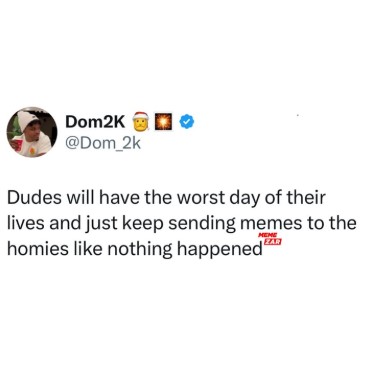 Dom2K 🎅💥
@Dom_2k
Dudes will have the worst day of their
lives and just keep sending memes to the
homies like nothing happened
MEME
ZAR